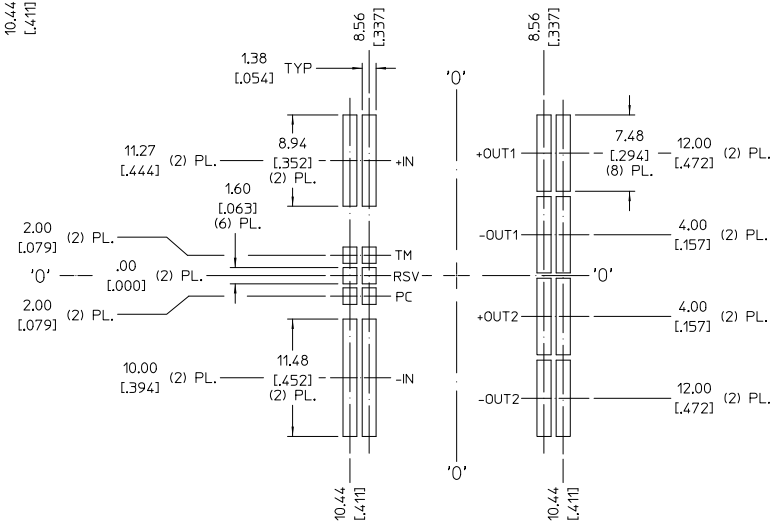 10.44
[.411]
8.56
[.337]
8.56
[.337]
1.38
[.054]
TYP
'0'
11.27
[.444]
(2) PL.
8.94
[.352]
(2) PL.
+IN
+OUT1
7.48
[.294]
(8) PL.
12.00
[.472]
(2) PL.
1.60
[.063]
(6) PL.
2.00
[.079]
(2) PL.
TM
-OUT1
4.00
[.157]
(2) PL.
'0'
.00
[.000]
(2) PL.
RSV
'0'
2.00
[.079]
(2) PL.
PC
+OUT2
4.00
[.157]
(2) PL.
10.00
[.394]
(2) PL.
11.48
[.452]
(2) PL.
-IN
-OUT2
12.00
[.472]
(2) PL.
'0'
10.44
[.411]
10.44
[.411]